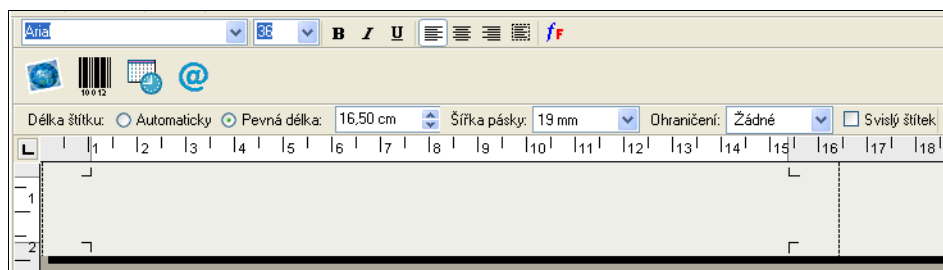 Arial 36 B I U fF
10012
Délka štítku: Automaticky Pevná délka: 16,50 cm Šířka pásky: 19 mm Ohraničení: Žádné Svislý štítek
L 1 2 3 4 5 6 7 8 9 10 11 12 13 14 15 16 17 18
1
2